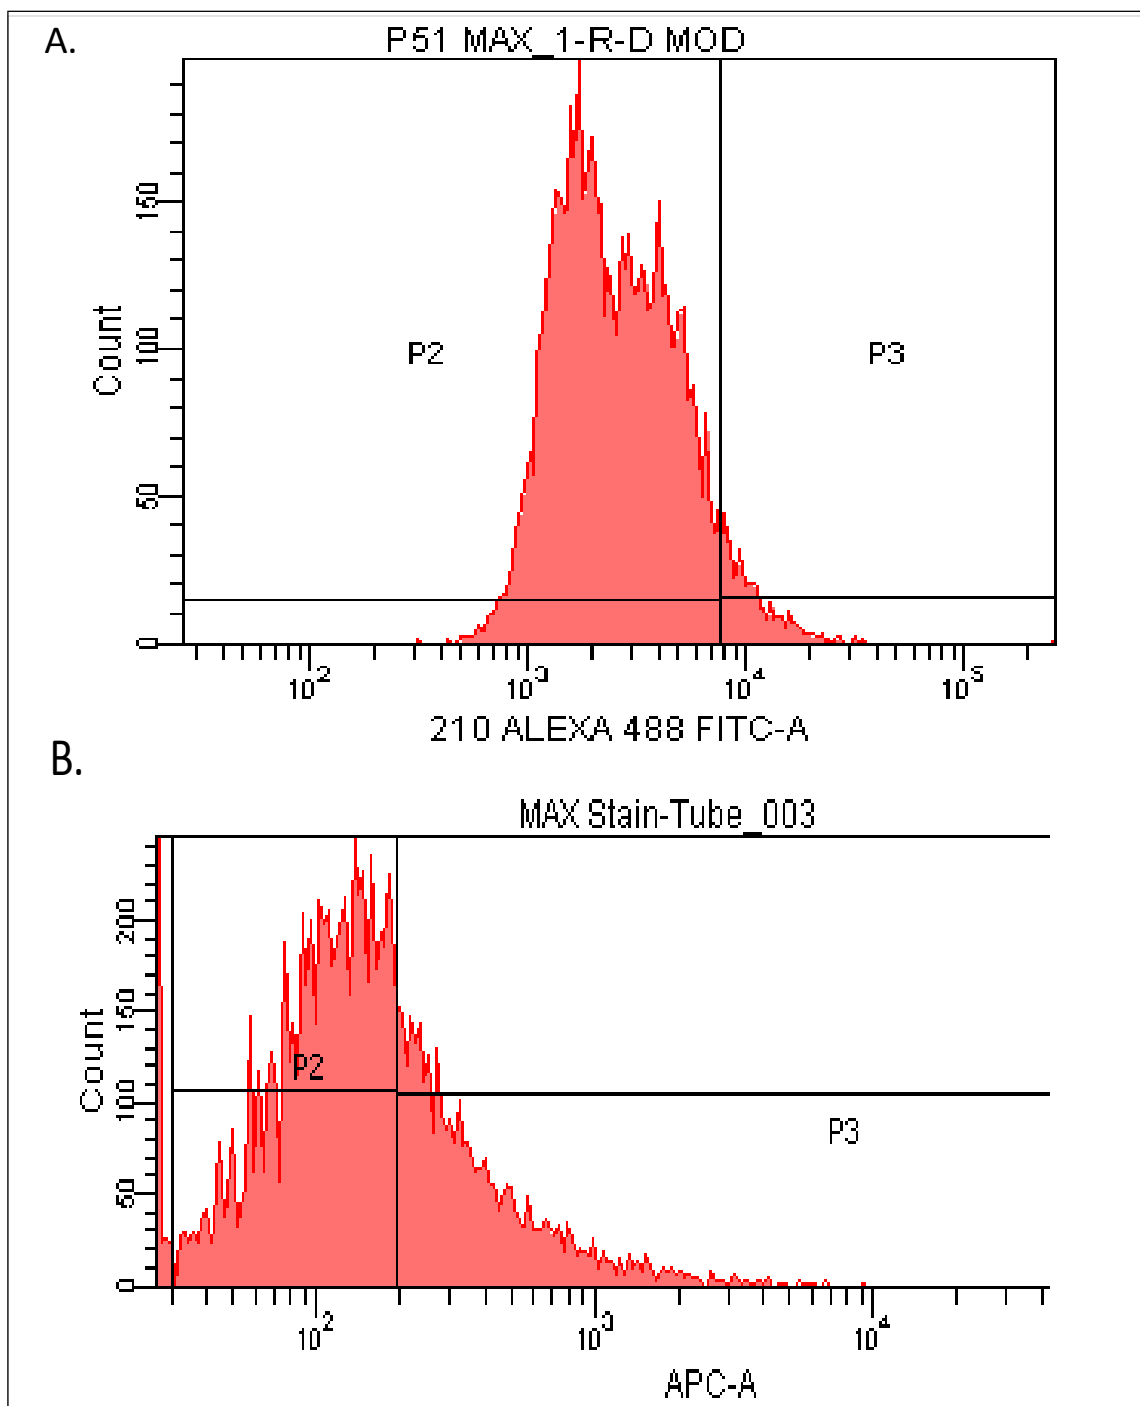 A.
P51 MAX_1-R-D MOD
150
100
50
0
Count
P2
P3
10²
10³
10⁴
10⁵
210 ALEXA 488 FITC-A
B.
MAX Stain-Tube_003
200
150
100
50
0
Count
P2
P3
10²
10³
10⁴
APC-A